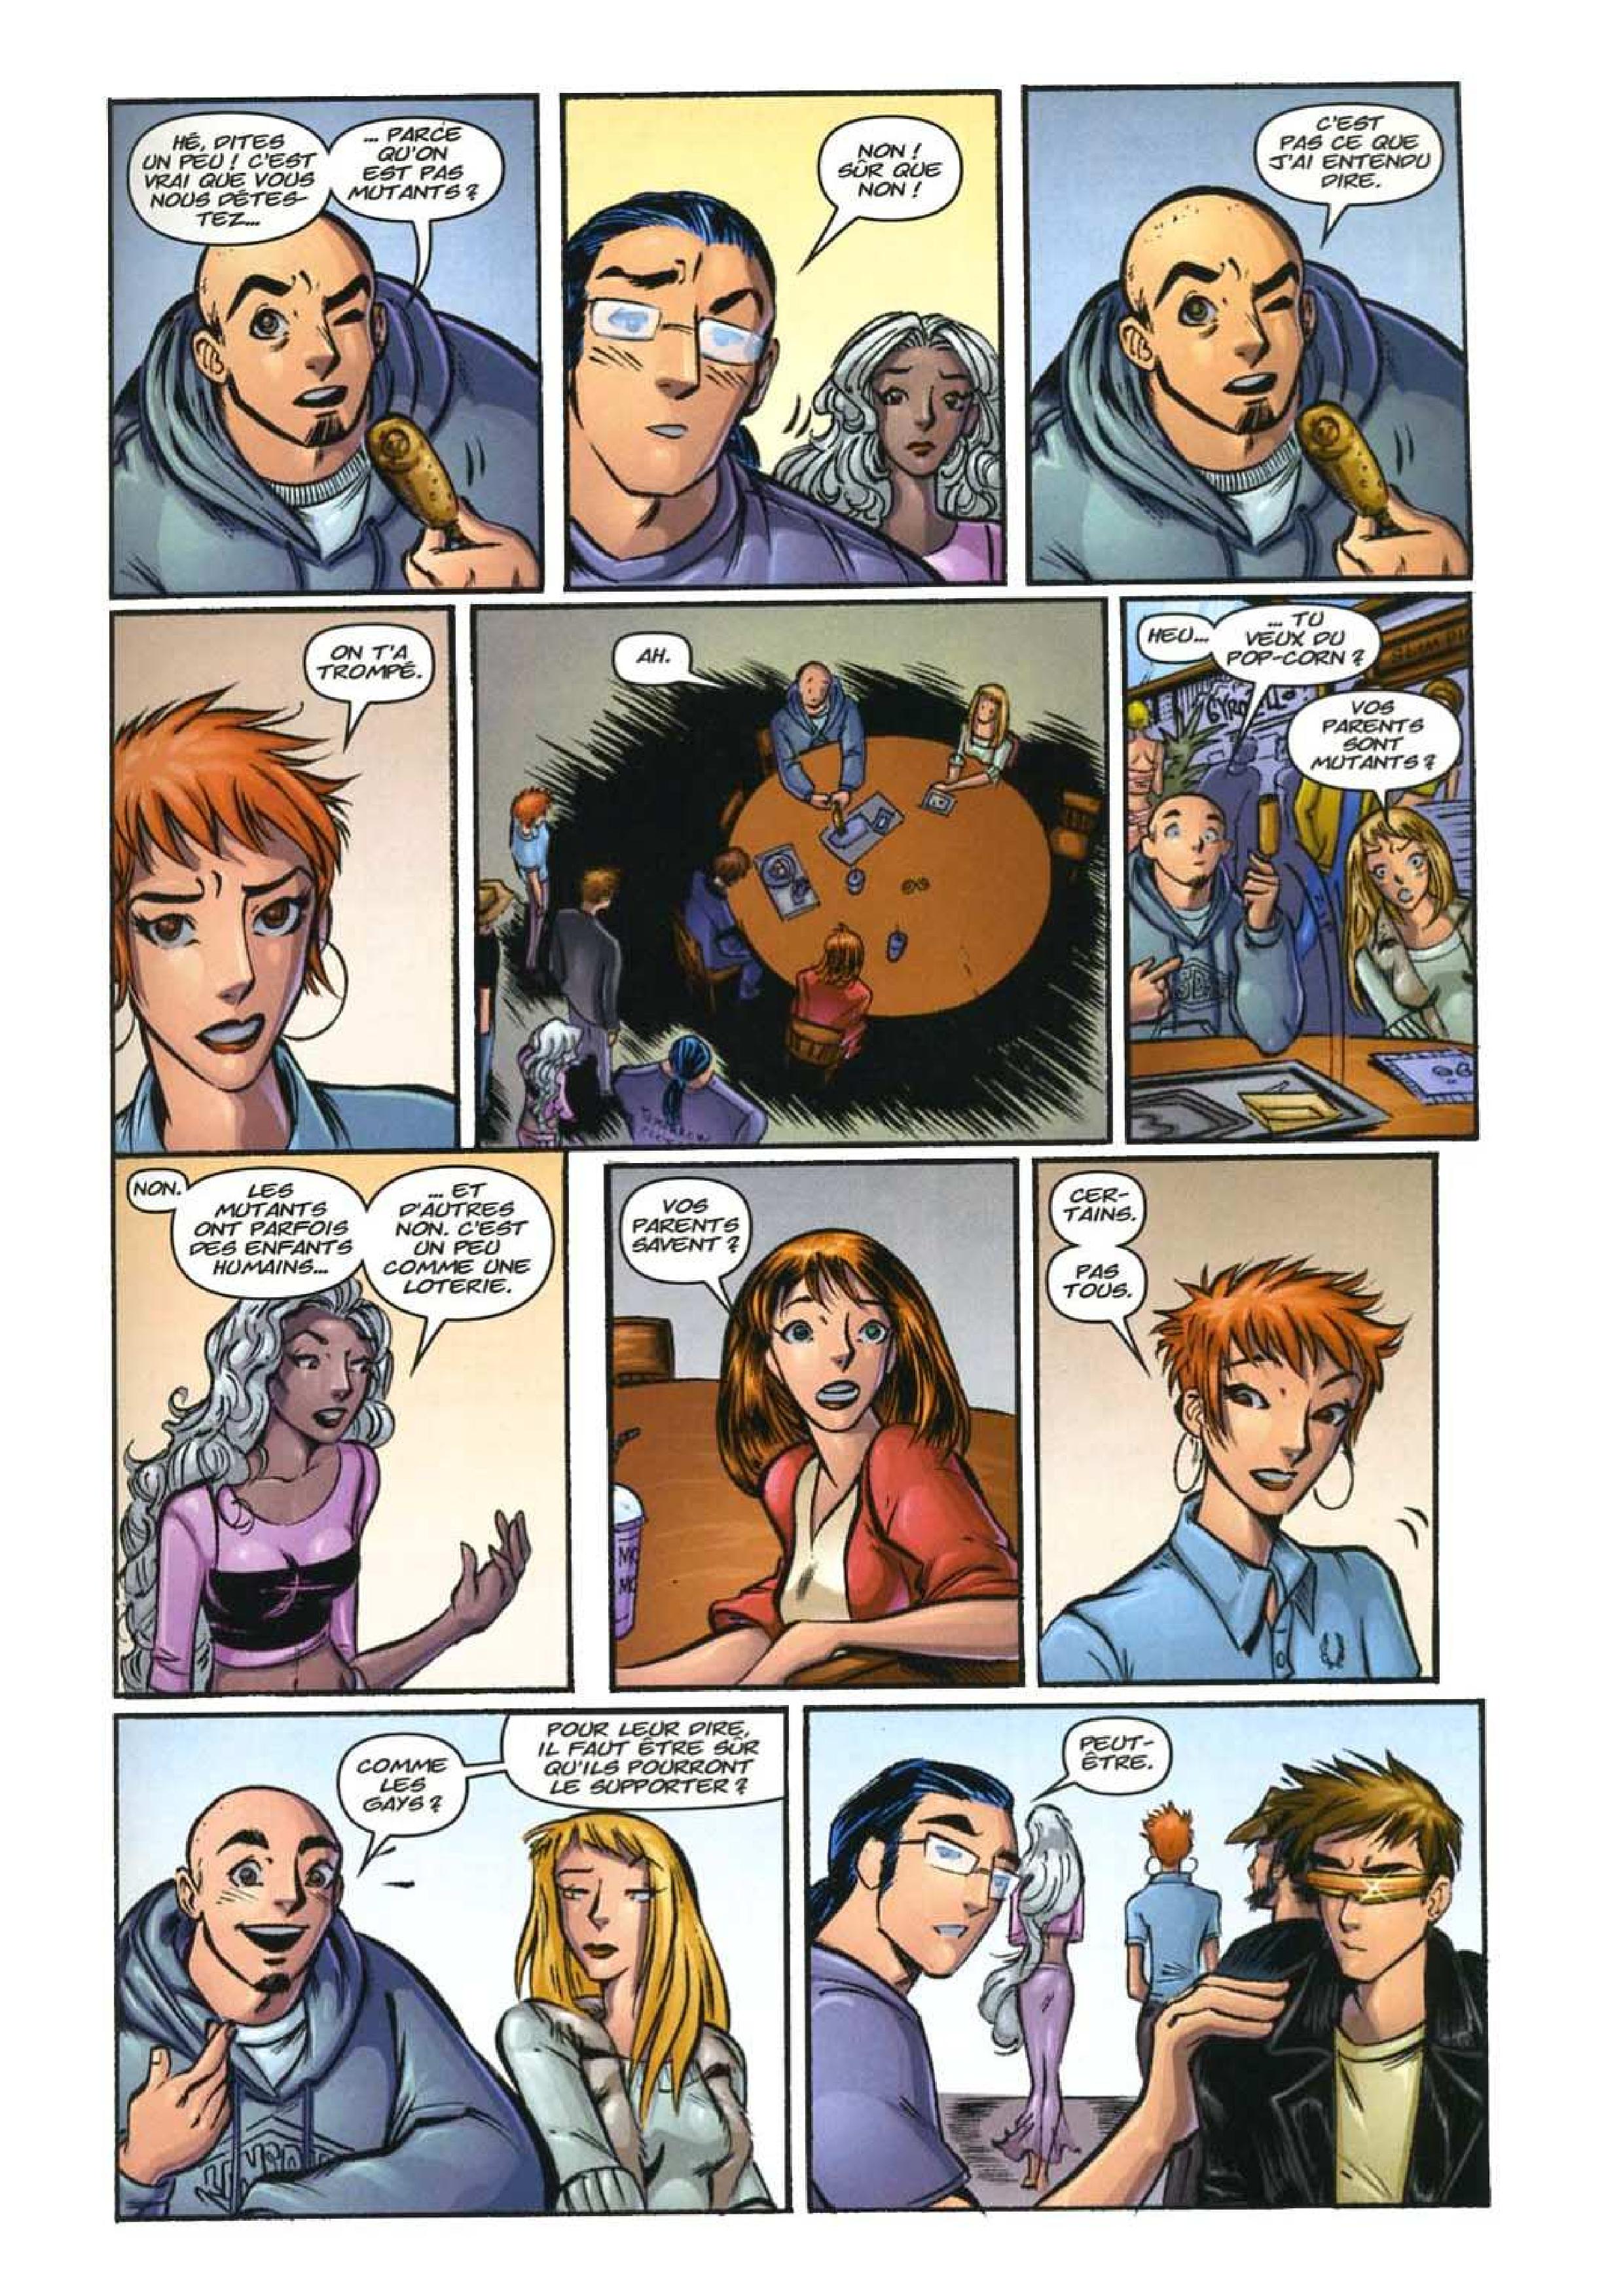 HÉ, DITES
UN PEU ! C'EST
VRAI QUE VOUS
NOUS DÉTES-
TEZ...
... PARCE
QU'ON
EST PAS
MUTANTS ?
NON !
SÛR QUE
NON !
C'EST
PAS CE QUE
J'AI ENTENDU
DIRE.
ON T'A
TROMPÉ.
AH.
HEU...
... TU
VEUX DU
POP-CORN ?
VOS
PARENTS
SONT
MUTANTS ?
NON.
LES
MUTANTS
ONT PARFOIS
DES ENFANTS
HUMAINS...
... ET
D'AUTRES
NON. C'EST
UN PEU
COMME UNE
LOTERIE.
VOS
PARENTS
SAVENT ?
CER-
TAINS.
PAS
TOUS.
COMME
LES
GAYS ?
POUR LEUR DIRE,
IL FAUT ÊTRE SÛR
QU'ILS POURRONT
LE SUPPORTER ?
PEUT-
ÊTRE.